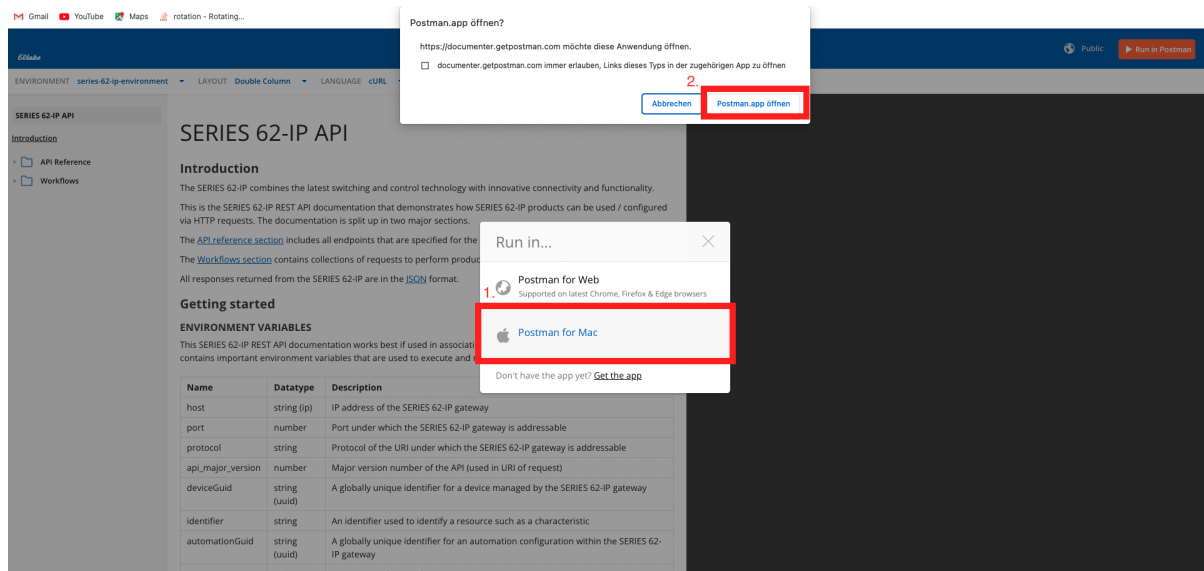 Gmail YouTube Maps rotation - Rotating...
Postman.app öffnen?
https://documenter.getpostman.com möchte diese Anwendung öffnen.
documenter.getpostman.com immer erlauben, Links dieses Typs in der zugehörigen App zu öffnen
2.
Abbrechen Postman.app öffnen
Eltako
Public Run in Postman
ENVIRONMENT series-62-ip-environment LAYOUT Double Column LANGUAGE cURL
SERIES 62-IP API
Introduction
API Reference
Workflows
SERIES 62-IP API
Introduction
The SERIES 62-IP combines the latest switching and control technology with innovative connectivity and functionality.
This is the SERIES 62-IP REST API documentation that demonstrates how SERIES 62-IP products can be used / configured
via HTTP requests. The documentation is split up in two major sections.
The API reference section includes all endpoints that are specified for the
The Workflows section contains collections of requests to perform
All responses returned from the SERIES 62-IP are in the JSON format.
Getting started
ENVIRONMENT VARIABLES
This SERIES 62-IP REST API documentation works best if used in
contains important environment variables that are used to execute and
Run in...
Postman for Web
Supported on latest Chrome, Firefox & Edge browsers
1.
Postman for Mac
Don't have the app yet? Get the app
Name Datatype Description
host string (ip) IP address of the SERIES 62-IP gateway
port number Port under which the SERIES 62-IP gateway is addressable
protocol string Protocol of the URI under which the SERIES 62-IP gateway is addressable
api_major_version number Major version number of the API (used in URI of request)
deviceGuid string (uuid) A globally unique identifier for a device managed by the SERIES 62-IP gateway
identifier string An identifier used to identify a resource such as a characteristic
automationGuid string (uuid) A globally unique identifier for an automation configuration within the SERIES 62-
IP gateway